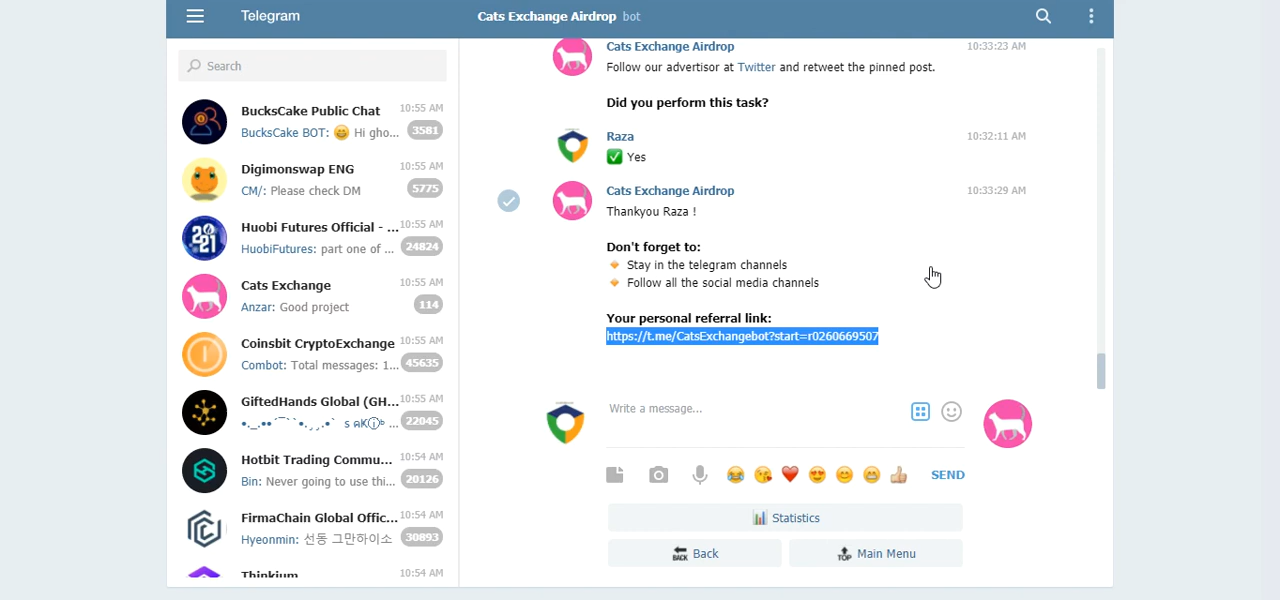 Telegram
Cats Exchange Airdrop bot
Search
BucksCake Public Chat 10:55 AM
BucksCake BOT: 😄 Hi gho... 3581
Digimonswap ENG 10:55 AM
CM/: Please check DM 5775
Huobi Futures Official - ... 10:55 AM
HuobiFutures: part one of ... 24824
Cats Exchange 10:55 AM
Anzar: Good project 114
Coinsbit CryptoExchange 10:55 AM
Combot: Total messages: 1... 45635
GiftedHands Global (GH... 10:55 AM
22045
Hotbit Trading Commu... 10:54 AM
Bin: Never going to use thi... 20126
FirmaChain Global Offic... 10:54 AM
Hyeonmin: 선동 그만하이소 30893
Thinkium 10:54 AM
Cats Exchange Airdrop 10:33:23 AM
Follow our advertisor at Twitter and retweet the pinned post.
Did you perform this task?
Raza 10:32:11 AM
✅ Yes
Cats Exchange Airdrop 10:33:29 AM
Thankyou Raza !
Don't forget to:
🔸 Stay in the telegram channels
🔸 Follow all the social media channels
Your personal referral link:
https://t.me/CatsExchangebot?start=r0260669507
Write a message...
SEND
📊 Statistics
🔙 Back
🔝 Main Menu